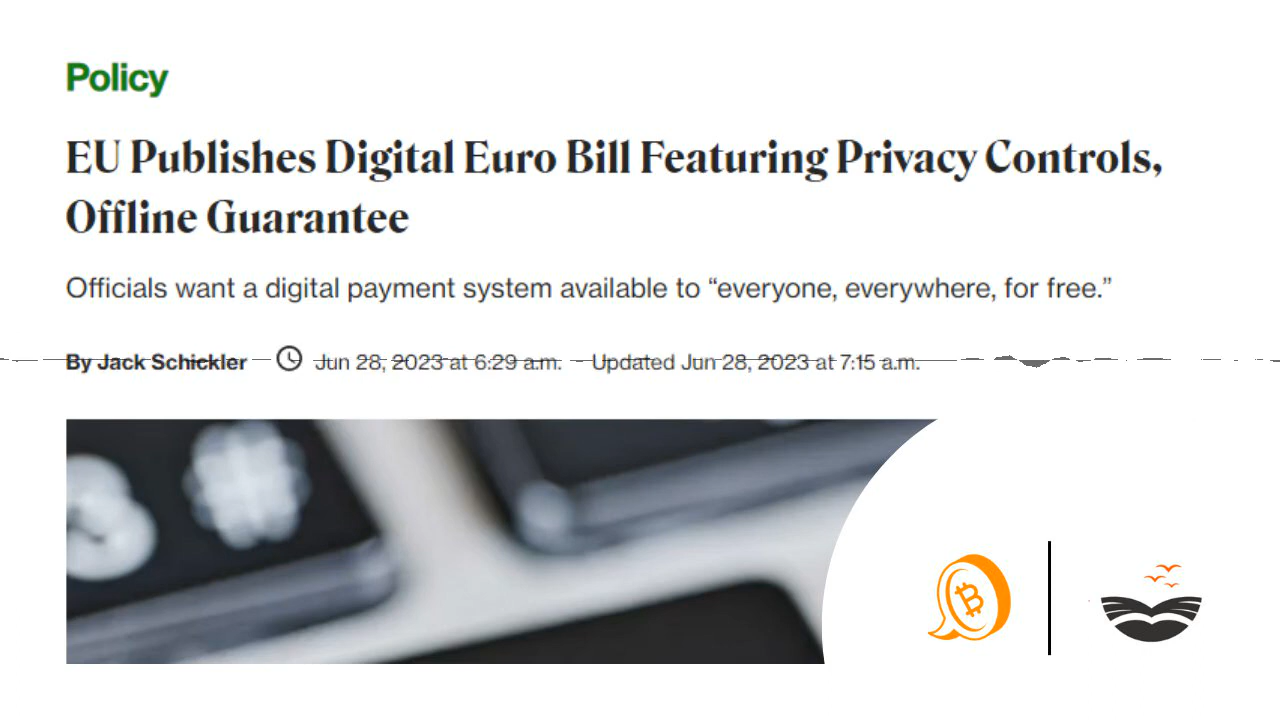 Policy
EU Publishes Digital Euro Bill Featuring Privacy Controls,
Offline Guarantee
Officials want a digital payment system available to “everyone, everywhere, for free.”
By Jack Schickler Jun 28, 2023 at 6:29 a.m. Updated Jun 28, 2023 at 7:15 a.m.